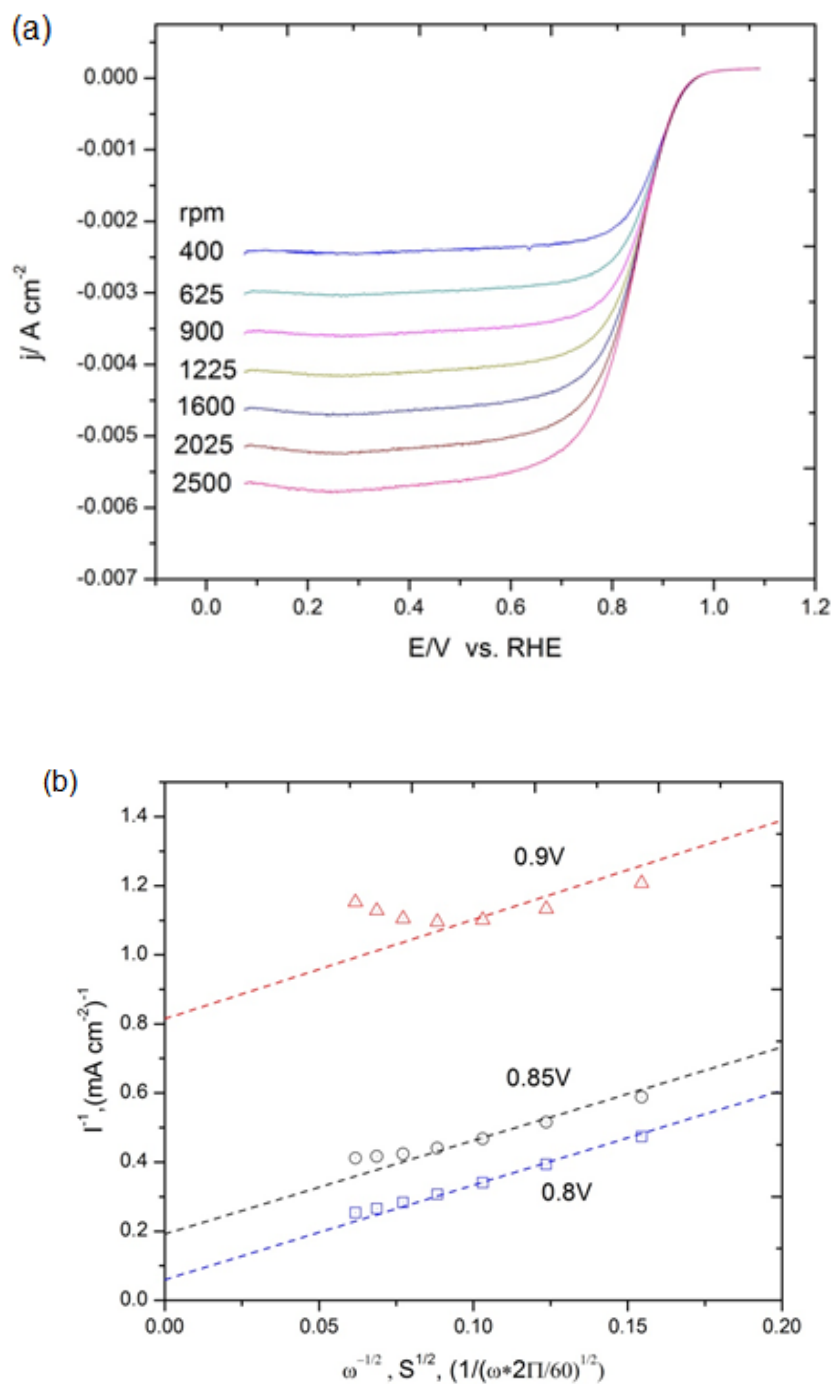 (a)
0.000
-0.001
-0.002
-0.003
-0.004
-0.005
-0.006
-0.007
j/ A cm⁻²
rpm
400
625
900
1225
1600
2025
2500
0.0 0.2 0.4 0.6 0.8 1.0 1.2
E/V vs. RHE
(b)
1.4
1.2
1.0
0.8
0.6
0.4
0.2
0.0
I⁻¹,(mA cm⁻²)⁻¹
0.9V
0.85V
0.8V
0.00 0.05 0.10 0.15 0.20
ω⁻¹/², S¹/², (1/(ω*2Π/60)¹/²)